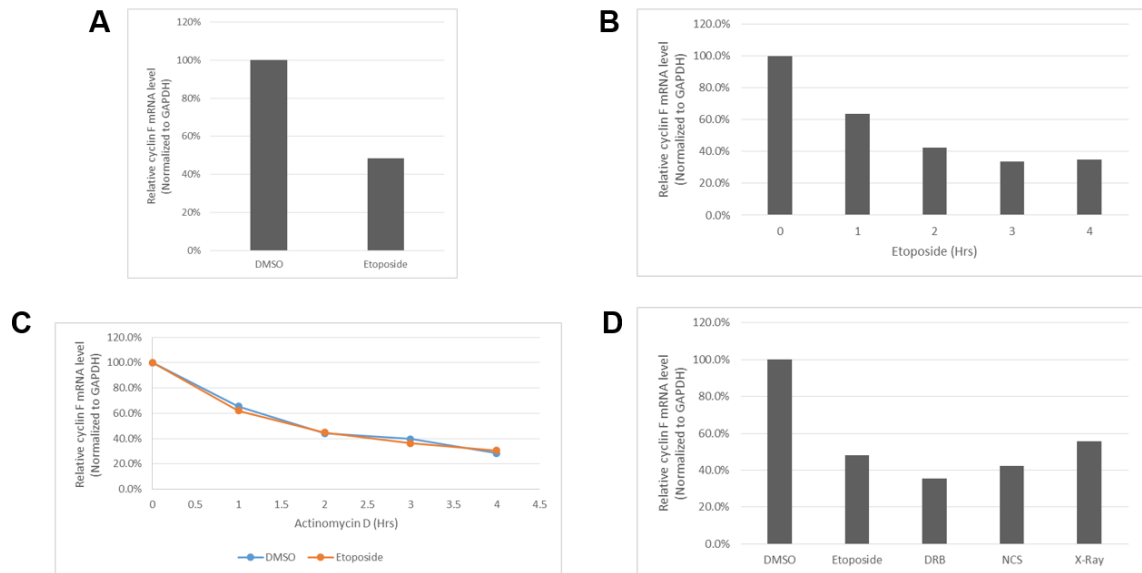 A
Relative cyclin F mRNA level
(Normalized to GAPDH)
120%
100%
80%
60%
40%
20%
0%
DMSO Etoposide
B
Relative cyclin F mRNA level
(Normalized to GAPDH)
120.0%
100.0%
80.0%
60.0%
40.0%
20.0%
0.0%
0 1 2 3 4
Etoposide (Hrs)
C
Relative cyclin F mRNA level
(Normalized to GAPDH)
120.0%
100.0%
80.0%
60.0%
40.0%
20.0%
0.0%
0 0.5 1 1.5 2 2.5 3 3.5 4 4.5
Actinomycin D (Hrs)
DMSO Etoposide
D
Relative cyclin F mRNA level
(Normalized to GAPDH)
120.0%
100.0%
80.0%
60.0%
40.0%
20.0%
0.0%
DMSO Etoposide DRB NCS X-Ray